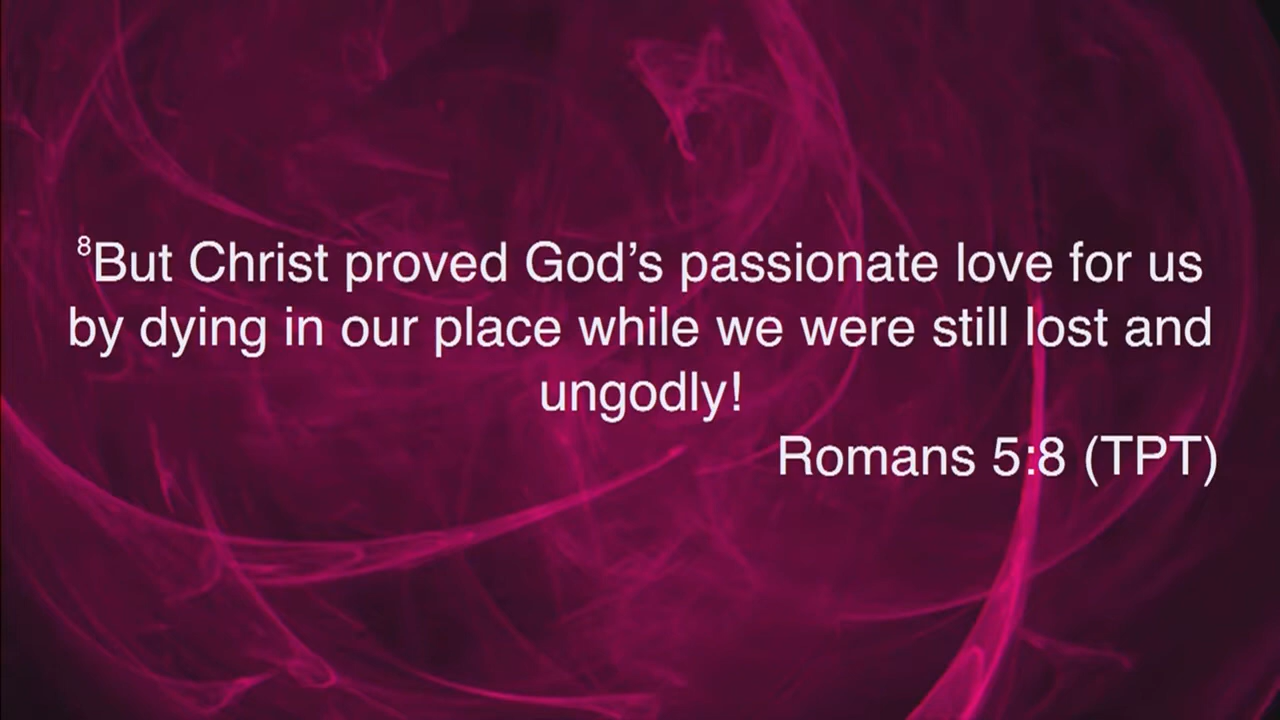 ⁸But Christ proved God’s passionate love for us
by dying in our place while we were still lost and
ungodly!
Romans 5:8 (TPT)